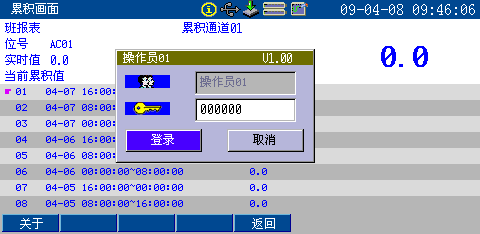 累积画面 09-04-08 09:46:06
班报表 累积通道01
位号 AC01
实时值 0.0 0.0
当前累积值
操作员01 V1.00
操作员01
000000
登录 取消
01 04-07 16:00:0
02 04-07 08:00:0
03 04-07 00:00:0
04 04-06 16:00:0
05 04-06 08:00:0
06 04-06 00:00:00~08:00:00 0.0
07 04-05 16:00:00~00:00:00 0.0
08 04-05 08:00:00~16:00:00 0.0
关于 返回